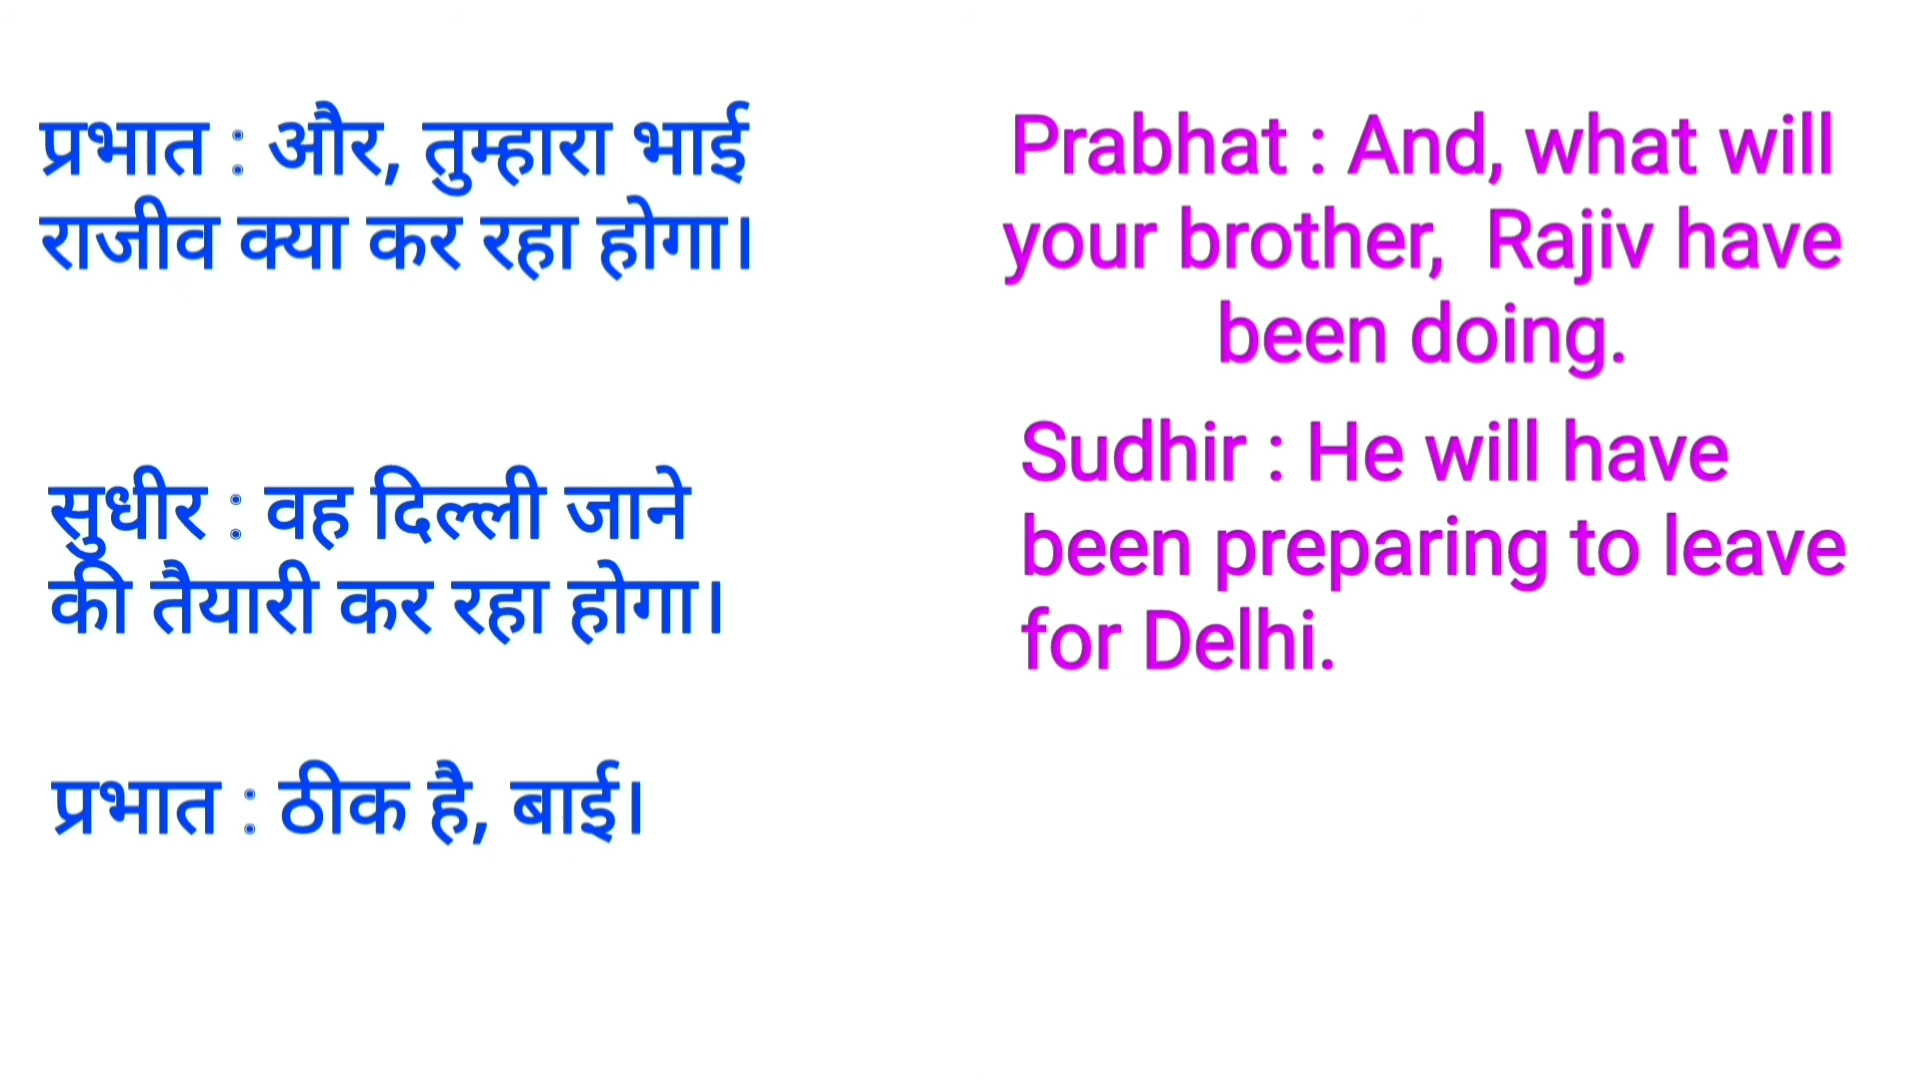 प्रभात : और, तुम्हारा भाई
राजीव क्या कर रहा होगा।
सुधीर : वह दिल्ली जाने
की तैयारी कर रहा होगा।
प्रभात : ठीक है, बाई।
Prabhat : And, what will
your brother, Rajiv have
been doing.
Sudhir : He will have
been preparing to leave
for Delhi.